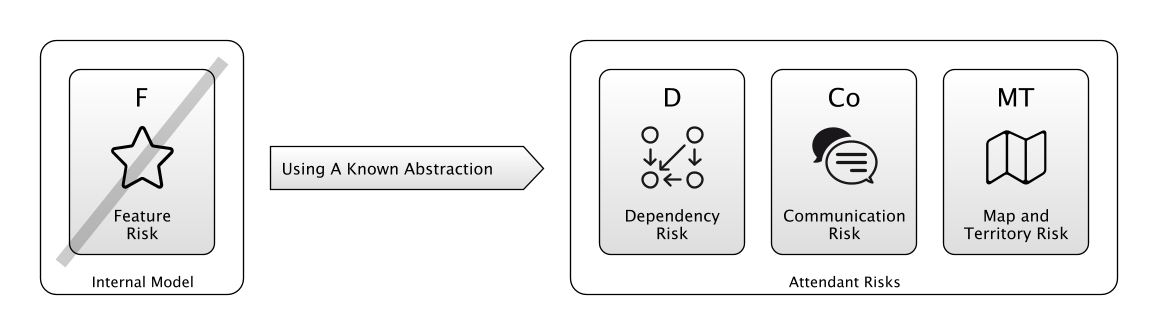 F
Feature
Risk
Internal Model
Using A Known Abstraction
D
Dependency
Risk
Co
Communication
Risk
MT
Map and
Territory Risk
Attendant Risks